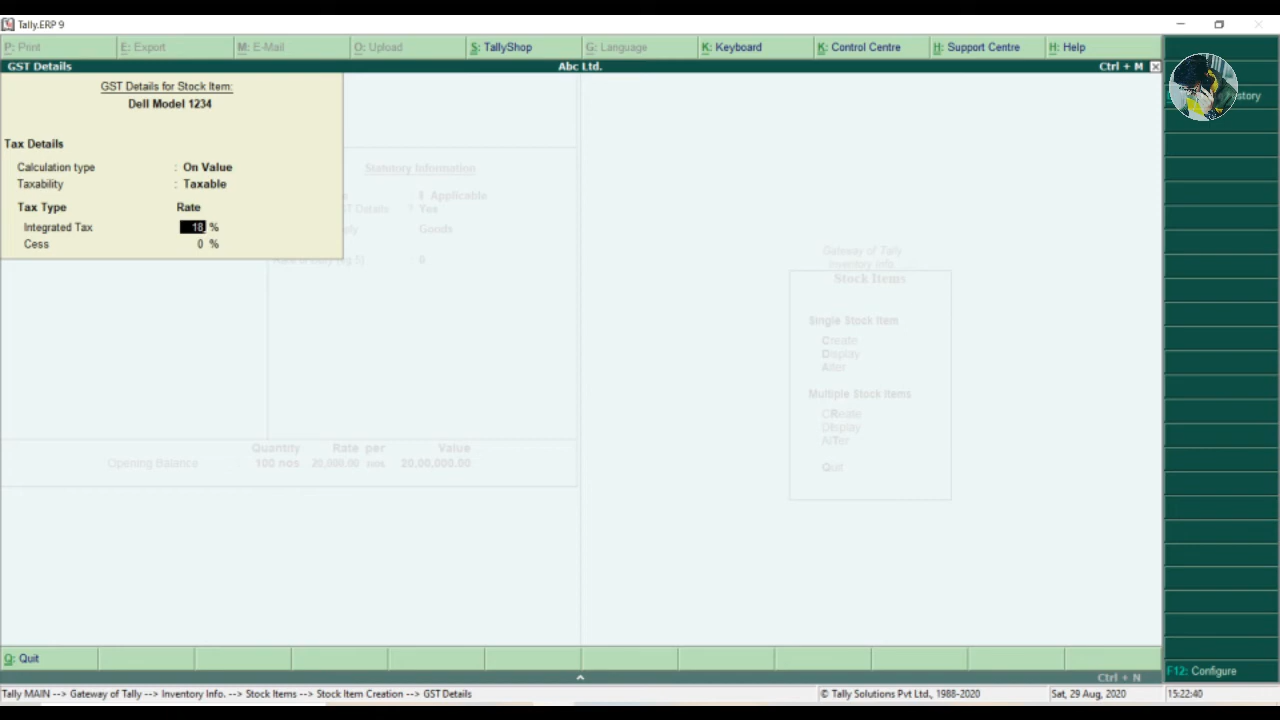 Tally.ERP 9
P: Print E: Export M: E-Mail O: Upload S: TallyShop G: Language K: Keyboard K: Control Centre H: Support Centre H: Help
GST Details Abc Ltd. Ctrl + M
GST Details for Stock Item:
Dell Model 1234
Tax Details
Calculation type : On Value
Taxability : Taxable
Tax Type Rate
Integrated Tax 18 %
Cess 0 %
Statutory Information
Applicable
GST Details ? Yes
Goods
: 0
Quantity Rate per Value
Opening Balance 100 nos 20,000.00 nos 20,00,000.00
Gateway of Tally
Inventory Info.
Stock Items
Single Stock Item
Create
Display
Alter
Multiple Stock Items
CReate
DIsplay
AlTer
Quit
Q: Quit
Ctrl + N
F12: Configure
Tally MAIN --> Gateway of Tally --> Inventory Info. --> Stock Items --> Stock Item Creation --> GST Details © Tally Solutions Pvt Ltd., 1988-2020 Sat, 29 Aug, 2020 15:22:40